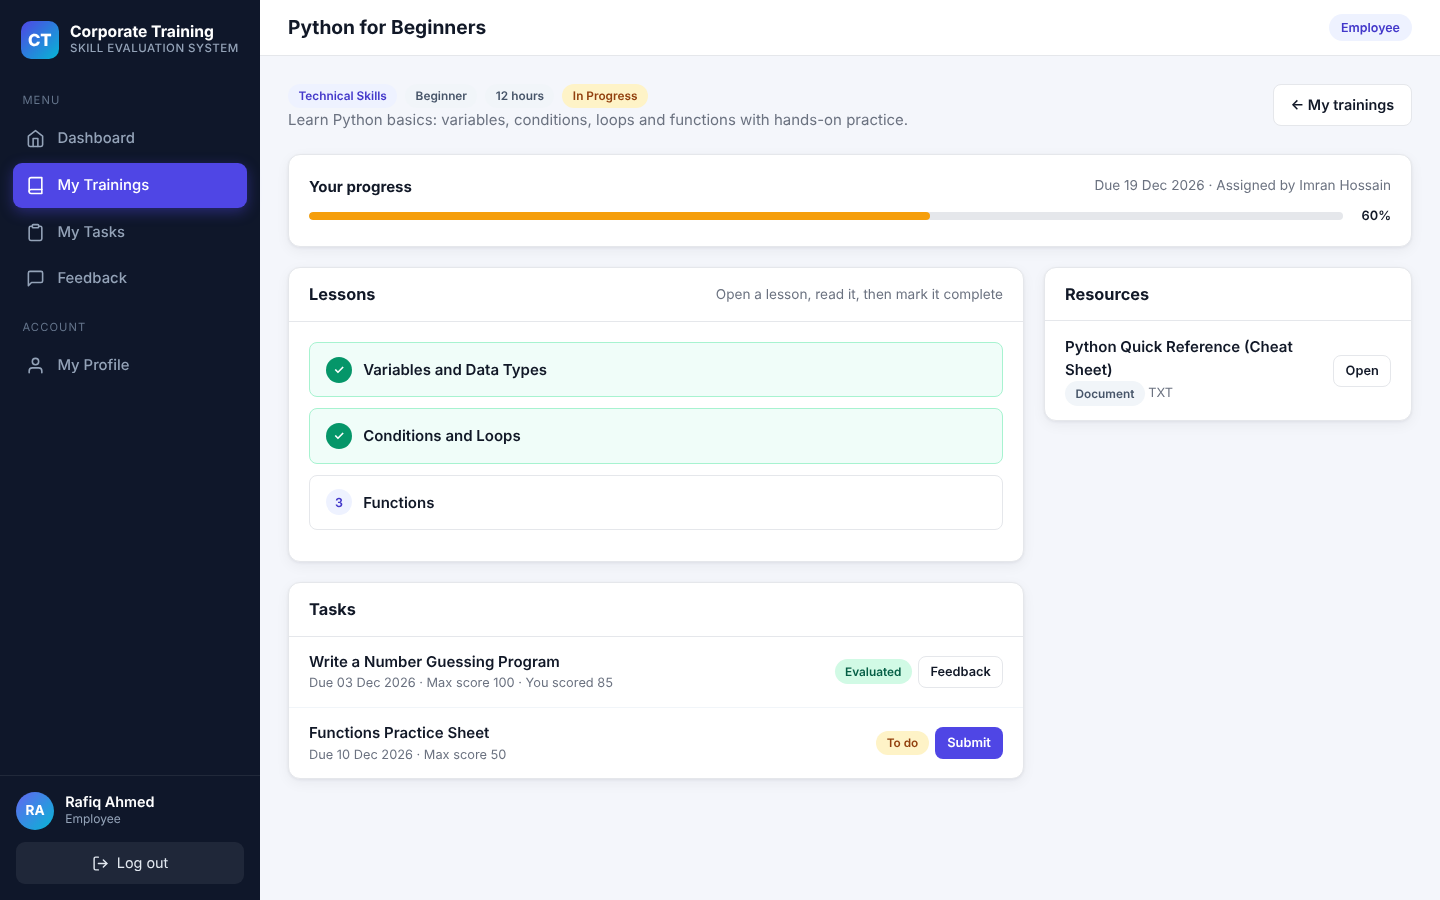 CT
Corporate Training
SKILL EVALUATION SYSTEM
MENU
Dashboard
My Trainings
My Tasks
Feedback
ACCOUNT
My Profile
RA
Rafiq Ahmed
Employee
Log out
Python for Beginners
Employee
Technical Skills
Beginner
12 hours
In Progress
Learn Python basics: variables, conditions, loops and functions with hands-on practice.
← My trainings
Your progress
Due 19 Dec 2026 · Assigned by Imran Hossain
60%
Lessons
Open a lesson, read it, then mark it complete
Variables and Data Types
Conditions and Loops
3
Functions
Resources
Python Quick Reference (Cheat
Sheet)
Document TXT
Open
Tasks
Write a Number Guessing Program
Due 03 Dec 2026 · Max score 100 · You scored 85
Evaluated
Feedback
Functions Practice Sheet
Due 10 Dec 2026 · Max score 50
To do
Submit